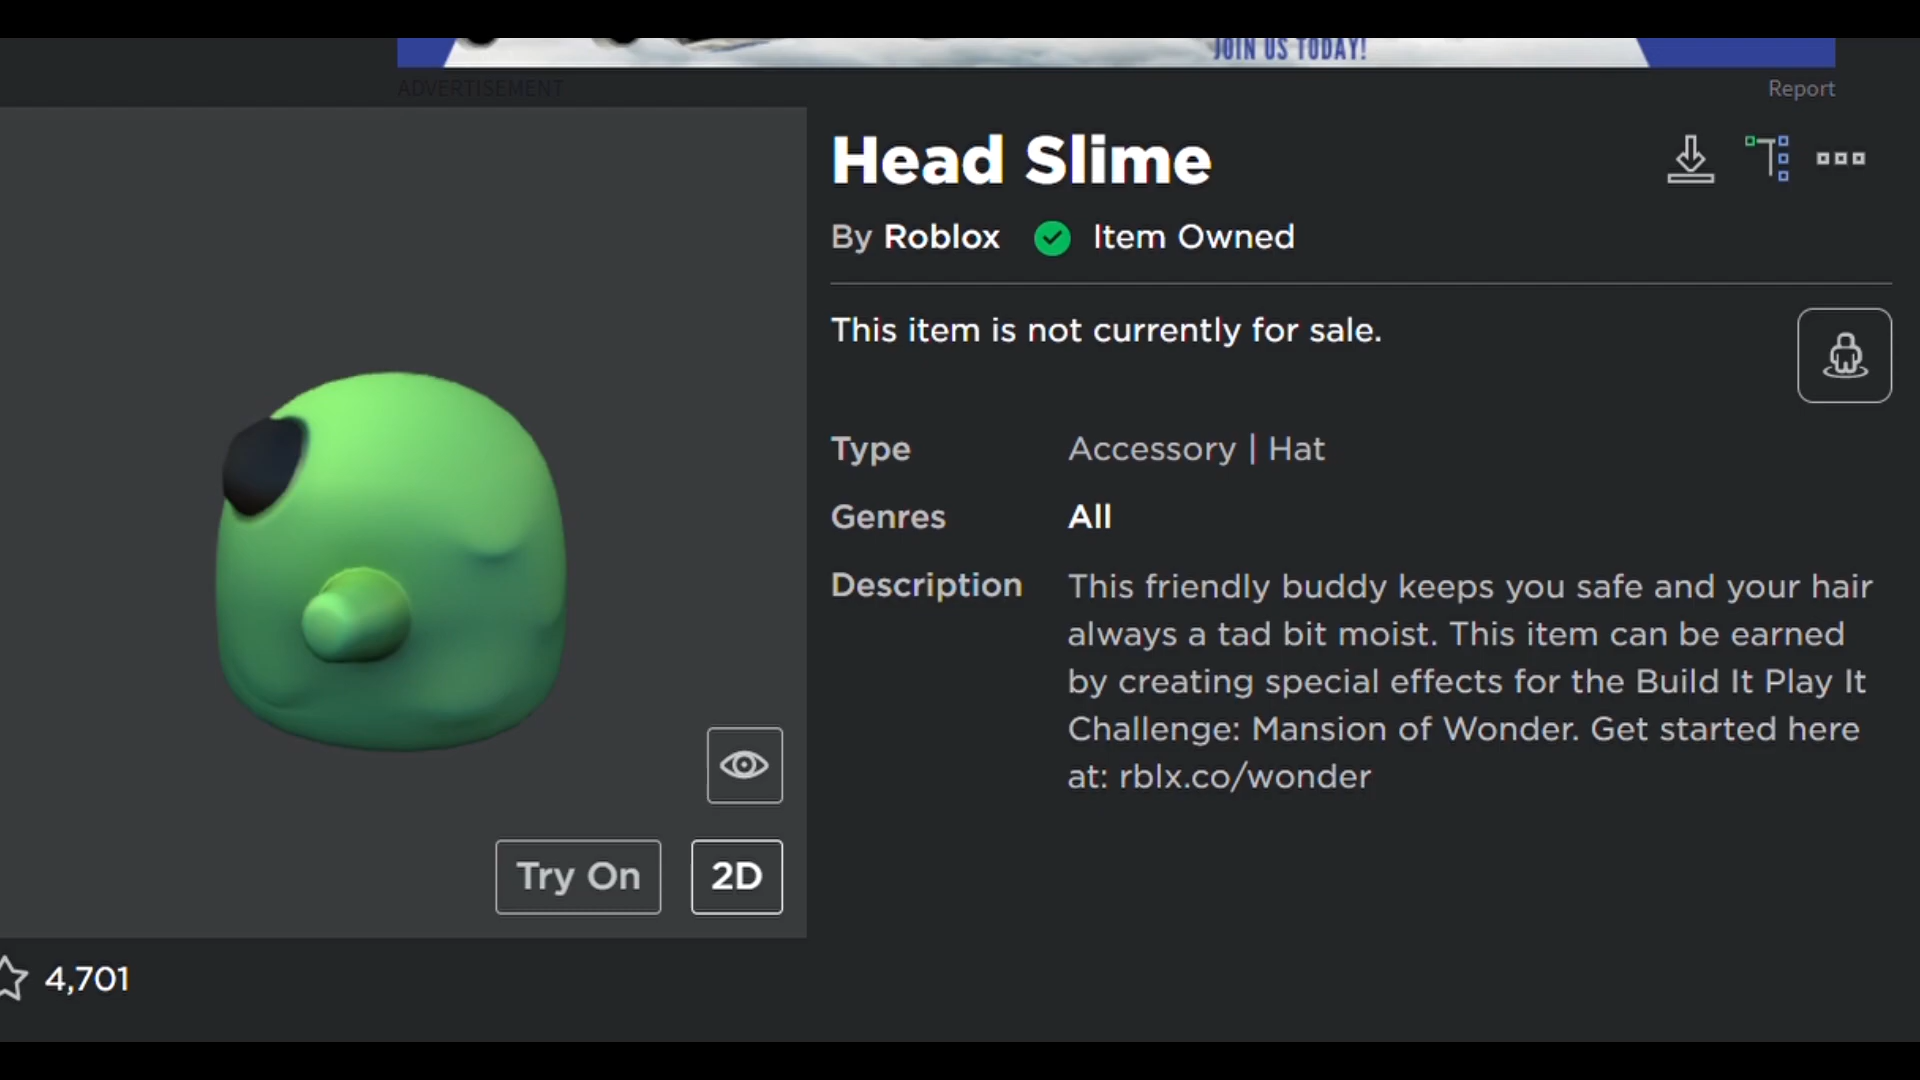 JOIN US TODAY!
ADVERTISEMENT
Report
Head Slime
By Roblox Item Owned
This item is not currently for sale.
Type Accessory | Hat
Genres All
Description This friendly buddy keeps you safe and your hair
always a tad bit moist. This item can be earned
by creating special effects for the Build It Play It
Challenge: Mansion of Wonder. Get started here
at: rblx.co/wonder
Try On
2D
4,701